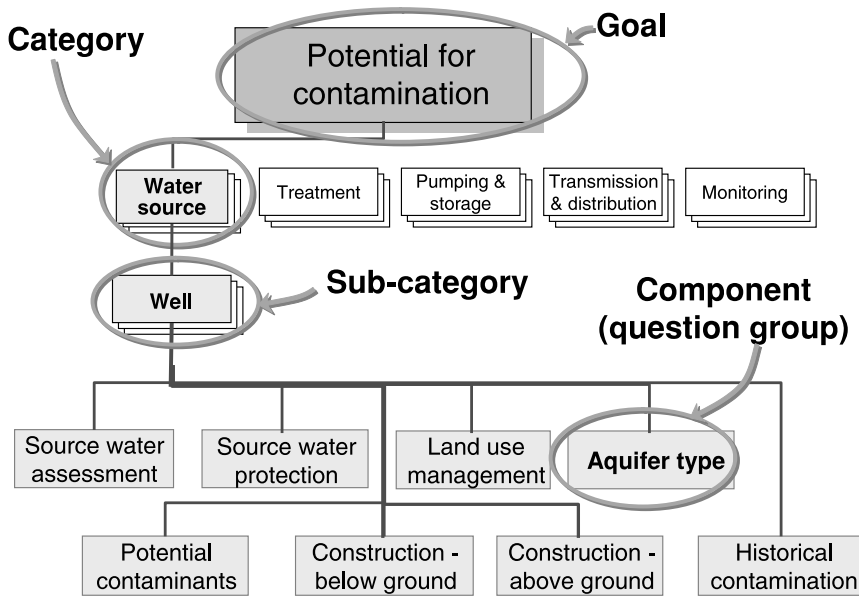 Category
Goal
Potential for
contamination
Water
source
Treatment
Pumping &
storage
Transmission
& distribution
Monitoring
Well
Sub-category
Component
(question group)
Source water
assessment
Source water
protection
Land use
management
Aquifer type
Potential
contaminants
Construction -
below ground
Construction -
above ground
Historical
contamination